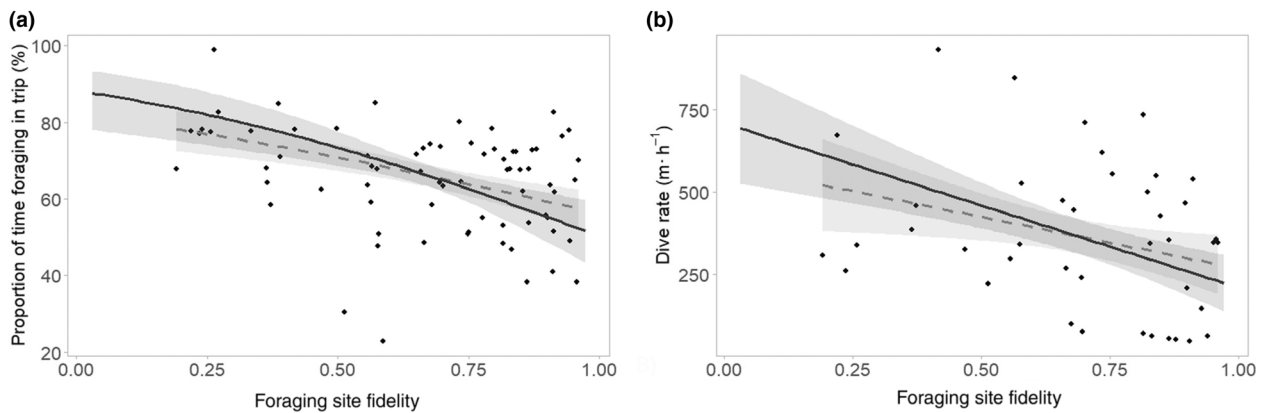 (a)
Proportion of time foraging in trip (%)
100
80
60
40
20
0.00 0.25 0.50 0.75 1.00
Foraging site fidelity
(b)
Dive rate (m· h⁻¹)
750
500
250
0.00 0.25 0.50 0.75 1.00
Foraging site fidelity